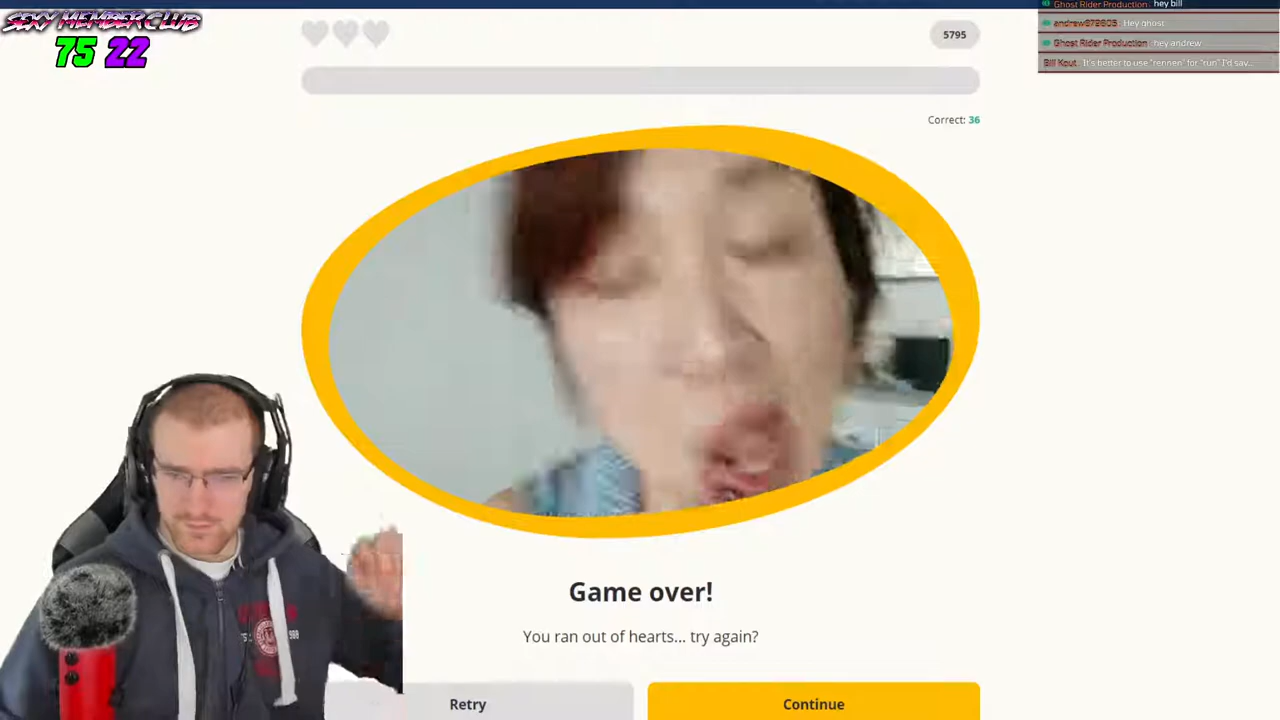 SEXY MEMBER CLUB
75 22
5795
Correct: 36
Ghost Rider Production hey bill
andrew879803 Hey ghost
Ghost Rider Production hey andrew
Bill Kout It's better to use "rennen" for "run" I'd say...
Game over!
You ran out of hearts... try again?
Retry
Continue